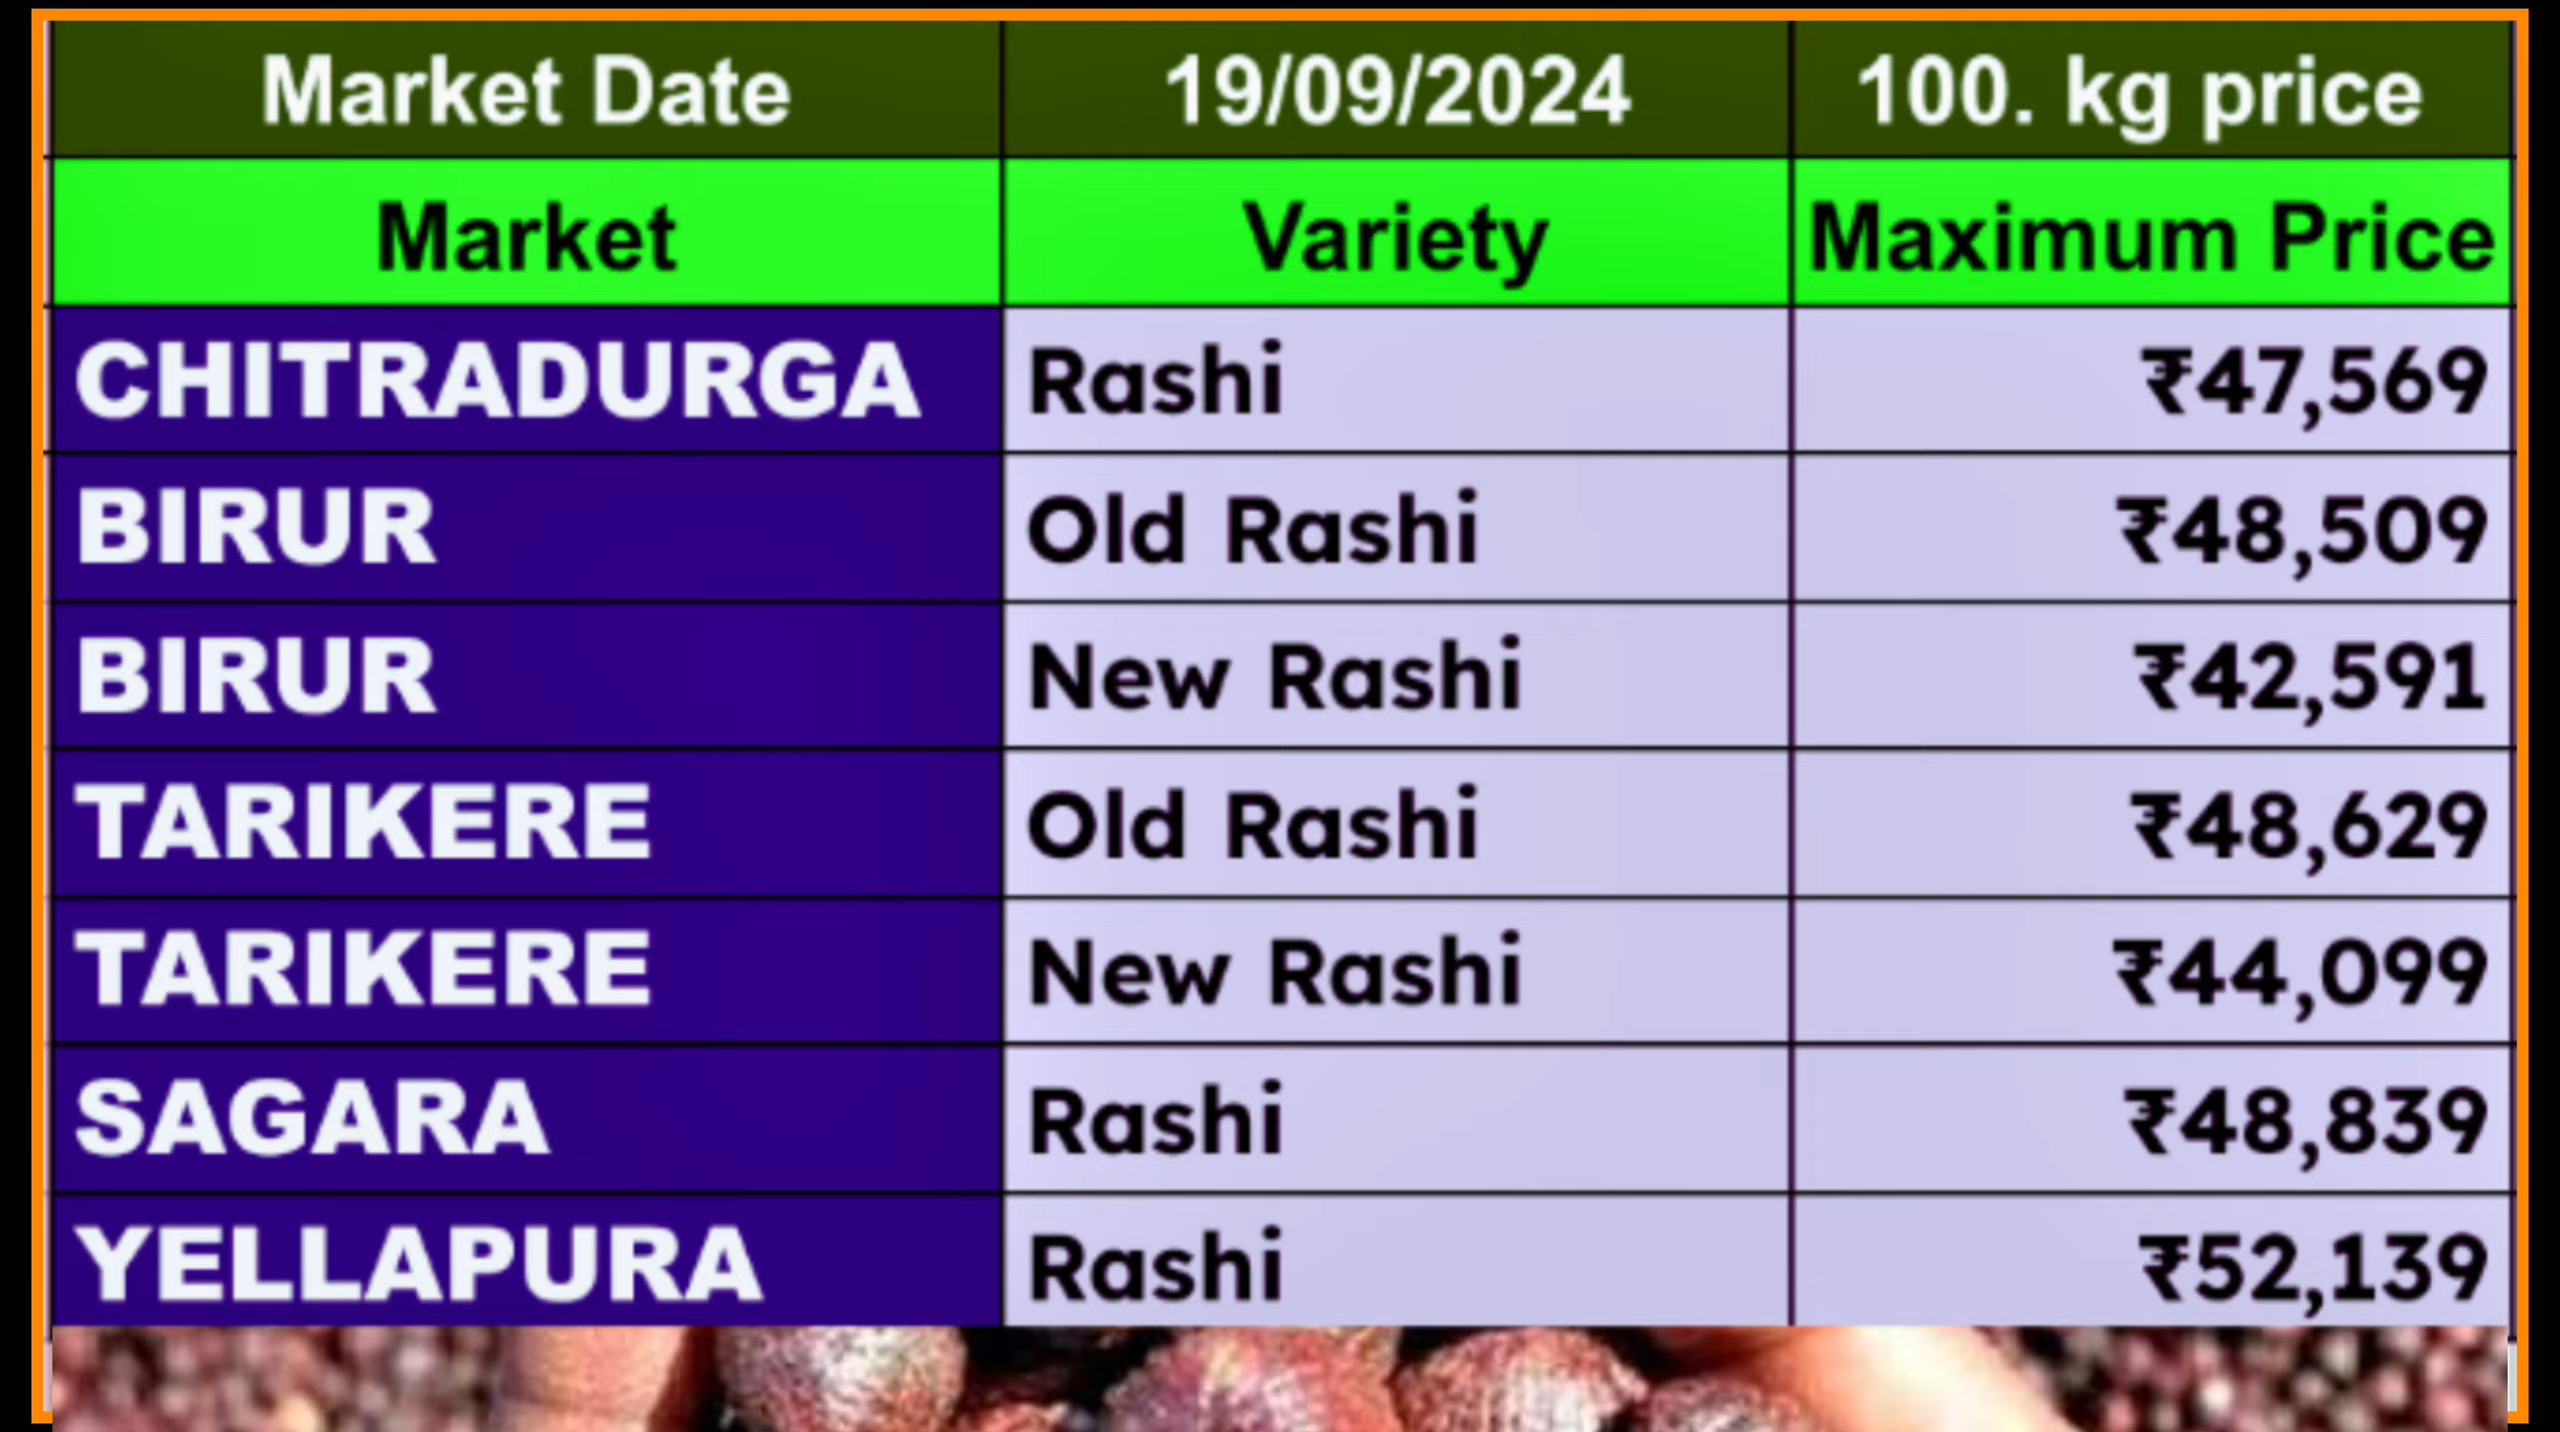 Market Date 19/09/2024 100. kg price
Market Variety Maximum Price
CHITRADURGA Rashi ₹47,569
BIRUR Old Rashi ₹48,509
BIRUR New Rashi ₹42,591
TARIKERE Old Rashi ₹48,629
TARIKERE New Rashi ₹44,099
SAGARA Rashi ₹48,839
YELLAPURA Rashi ₹52,139